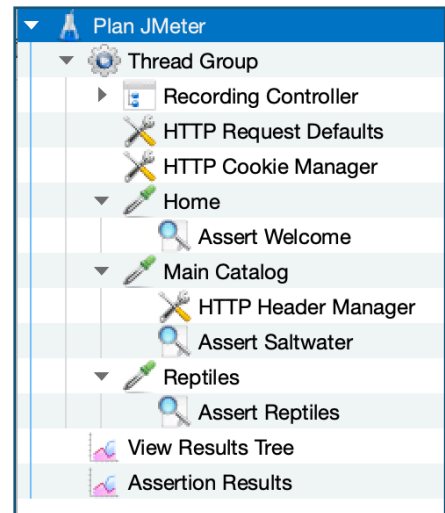 Plan JMeter
Thread Group
Recording Controller
HTTP Request Defaults
HTTP Cookie Manager
Home
Assert Welcome
Main Catalog
HTTP Header Manager
Assert Saltwater
Reptiles
Assert Reptiles
View Results Tree
Assertion Results